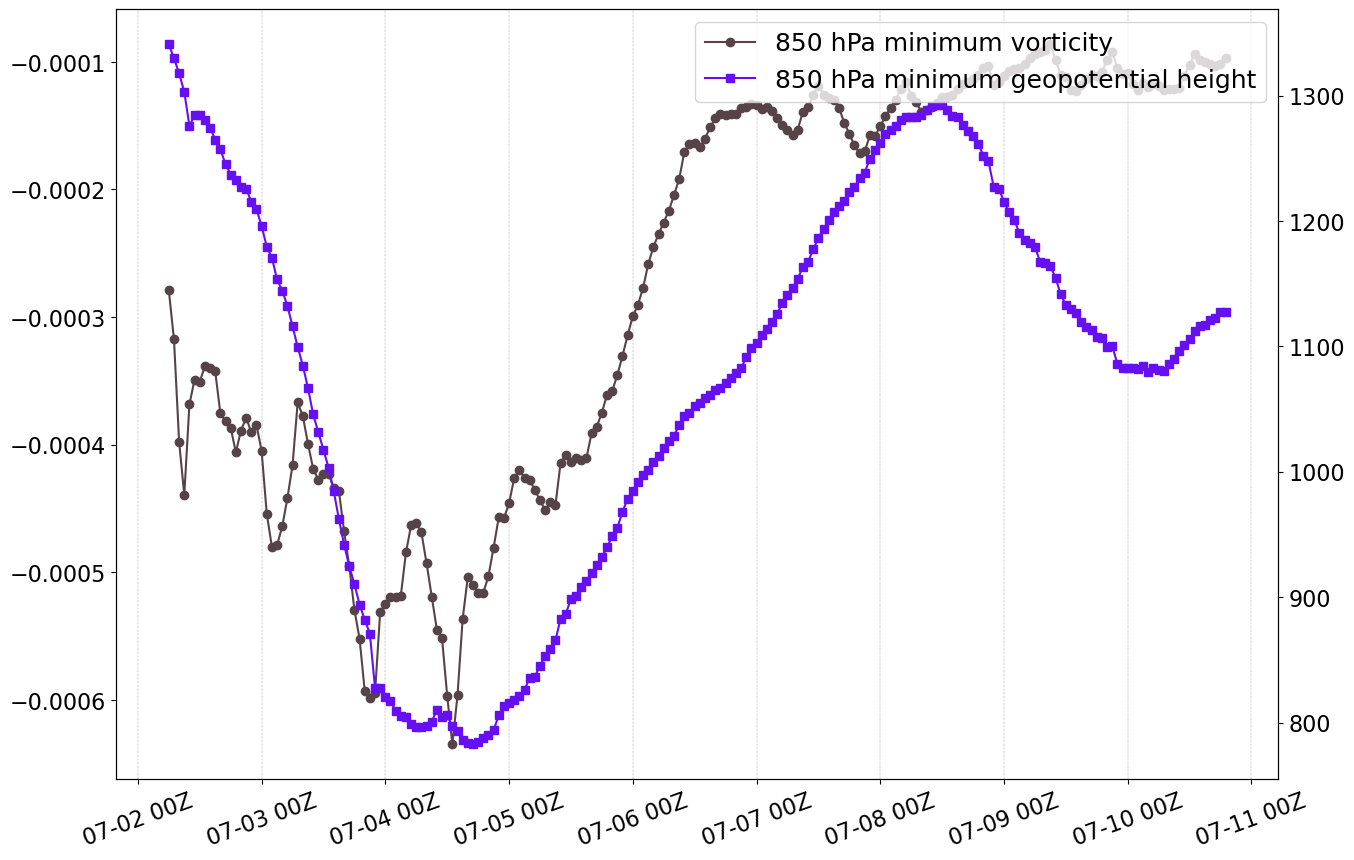 850 hPa minimum vorticity
850 hPa minimum geopotential height
−0.0001
−0.0002
−0.0003
−0.0004
−0.0005
−0.0006
1300
1200
1100
1000
900
800
07-02 00Z
07-03 00Z
07-04 00Z
07-05 00Z
07-06 00Z
07-07 00Z
07-08 00Z
07-09 00Z
07-10 00Z
07-11 00Z